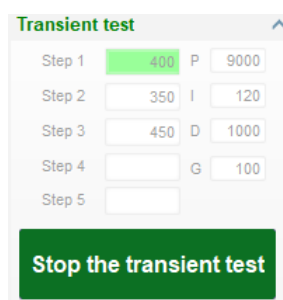 Transient test
Step 1 400 P 9000
Step 2 350 I 120
Step 3 450 D 1000
Step 4 G 100
Step 5
Stop the transient test